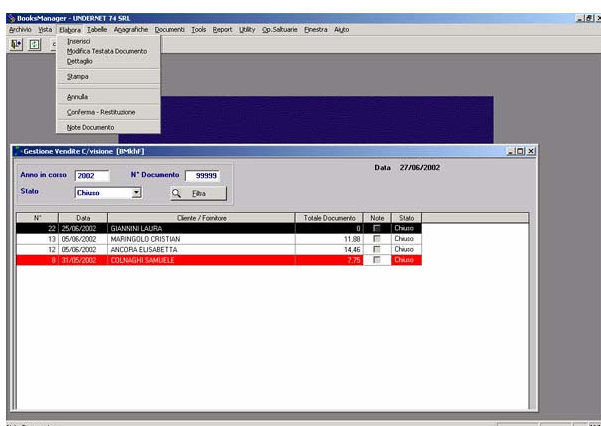 BooksManager - UNDERNET 74 SRL
Archivio Vista Elabora Tabelle Anagrafiche Documenti Tools Report Utility Op.Saltuarie Finestra Aiuto
Inserisci
Modifica Testata Documento
Dettaglio
Stampa
Annulla
Conferma - Restituzione
Note Documento
Gestione Vendite C/visione [BMkhF]
Anno in corso 2002 N° Documento 99999 Data 27/06/2002
Stato Chiuso Filtra
N° Data Cliente / Fornitore Totale Documento Note Stato
22 25/06/2002 GIANNINI LAURA 0 Chiuso
13 05/06/2002 MARINGOLO CRISTIAN 11,88 Chiuso
12 05/06/2002 ANCORA ELISABETTA 14,46 Chiuso
8 31/05/2002 COLNAGHI SAMUELE 7,75 Chiuso